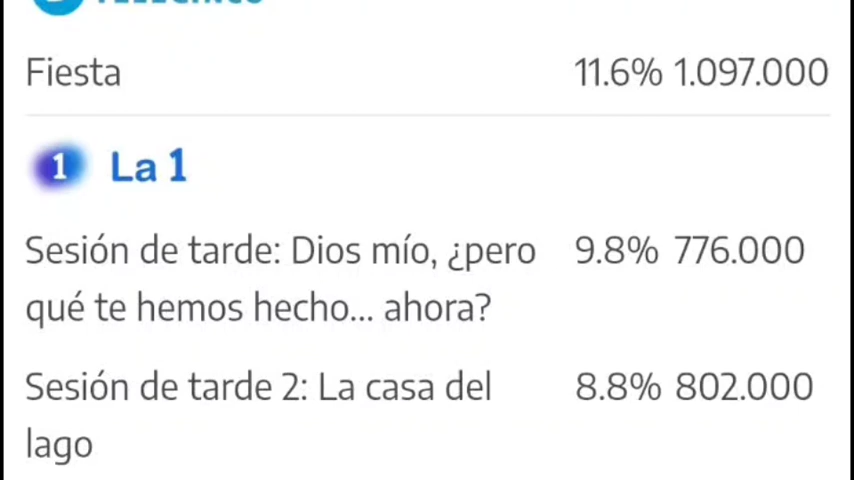 Fiesta 11.6% 1.097.000
1 La 1
Sesión de tarde: Dios mío, ¿pero 9.8% 776.000
qué te hemos hecho... ahora?
Sesión de tarde 2: La casa del 8.8% 802.000
lago